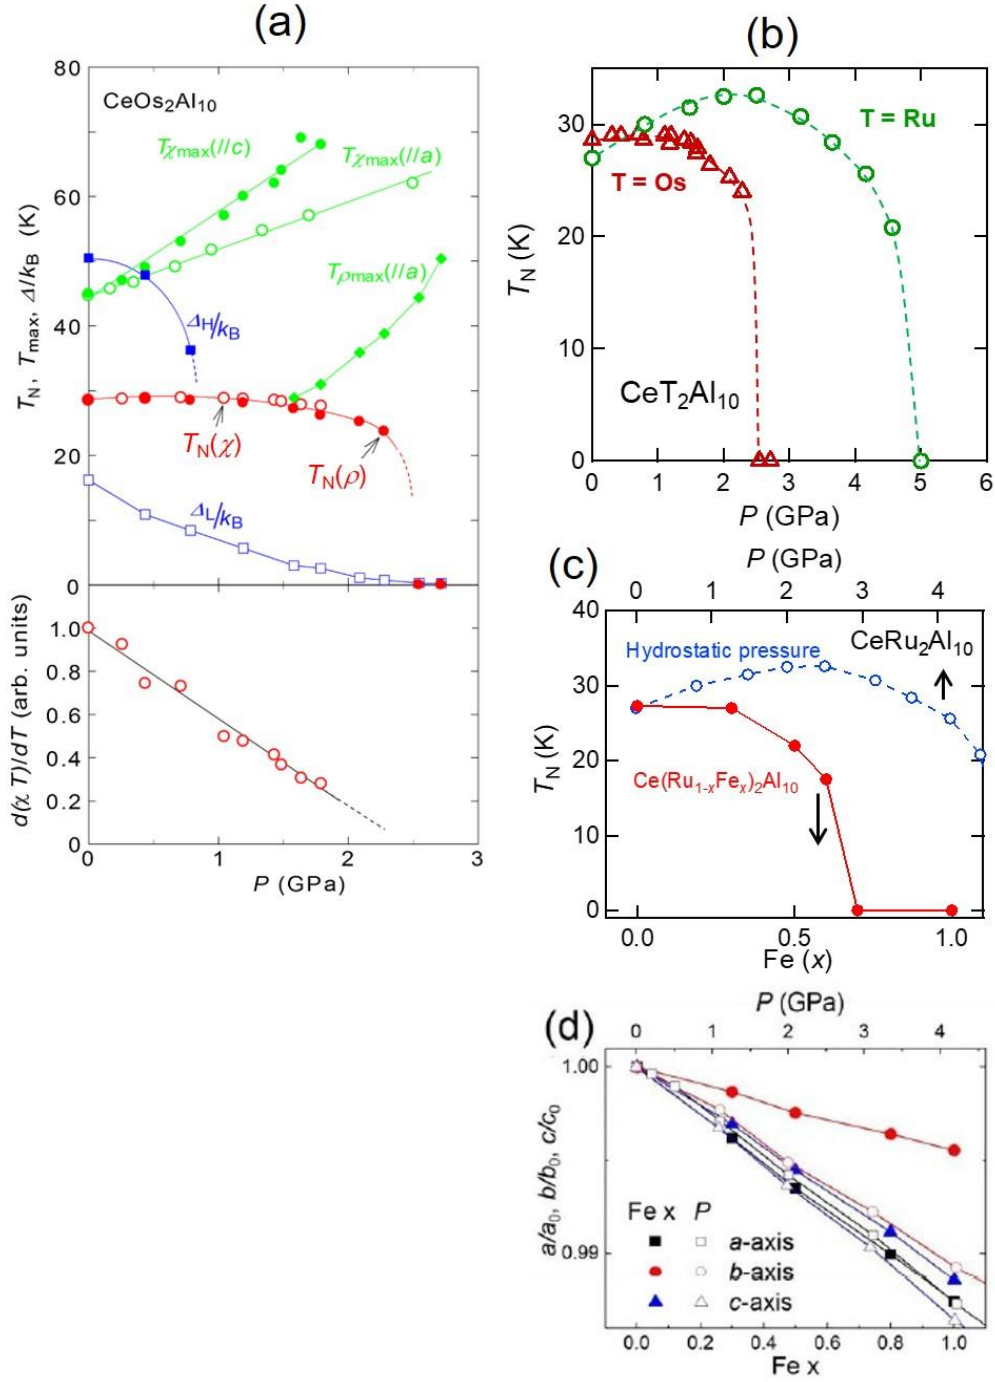 (a)
80
60
40
20
0
T_N, T_max, Δ/k_B (K)
CeOs2Al10
Tχmax(//c)
Tχmax(//a)
Tρmax(//a)
ΔH/kB
TN(χ)
TN(ρ)
ΔL/kB
1.0
0.8
0.6
0.4
0.2
0
d(χ T)/dT (arb. units)
0 1 2 3
P (GPa)
(b)
30
20
10
0
TN (K)
T = Ru
T = Os
CeT2Al10
0 1 2 3 4 5 6
P (GPa)
(c)
P (GPa)
0 1 2 3 4
40
30
20
10
0
TN (K)
CeRu2Al10
Hydrostatic pressure
Ce(Ru1-xFex)2Al10
0.0 0.5 1.0
Fe (x)
(d)
P (GPa)
0 1 2 3 4
1.00
0.99
a/a0, b/b0, c/c0
Fe x P
a-axis
b-axis
c-axis
0.0 0.2 0.4 0.6 0.8 1.0
Fe x